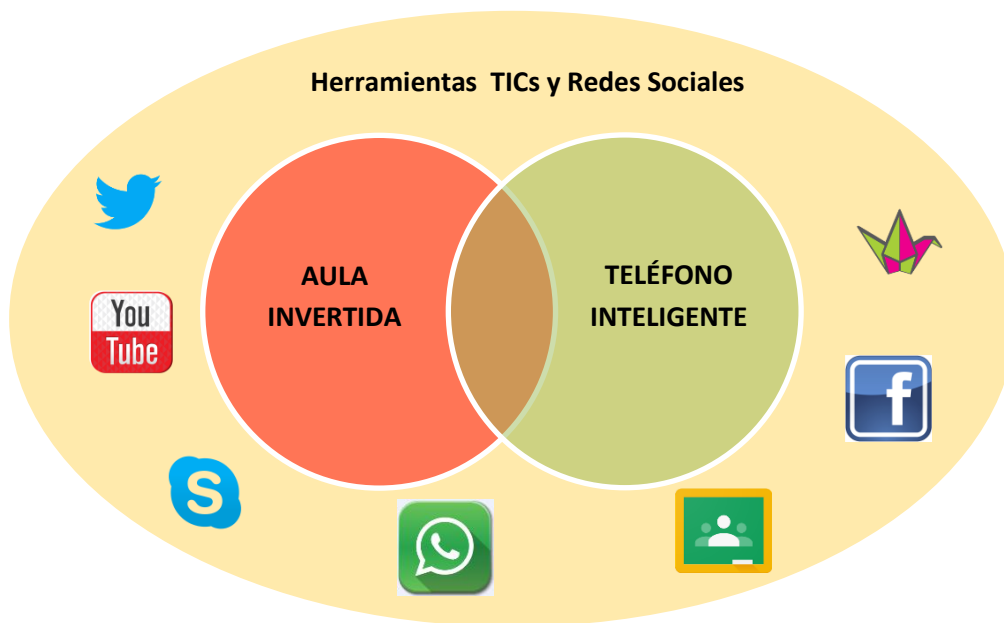 Herramientas TICs y Redes Sociales
AULA
INVERTIDA
TELÉFONO
INTELIGENTE
You
Tube
S
f